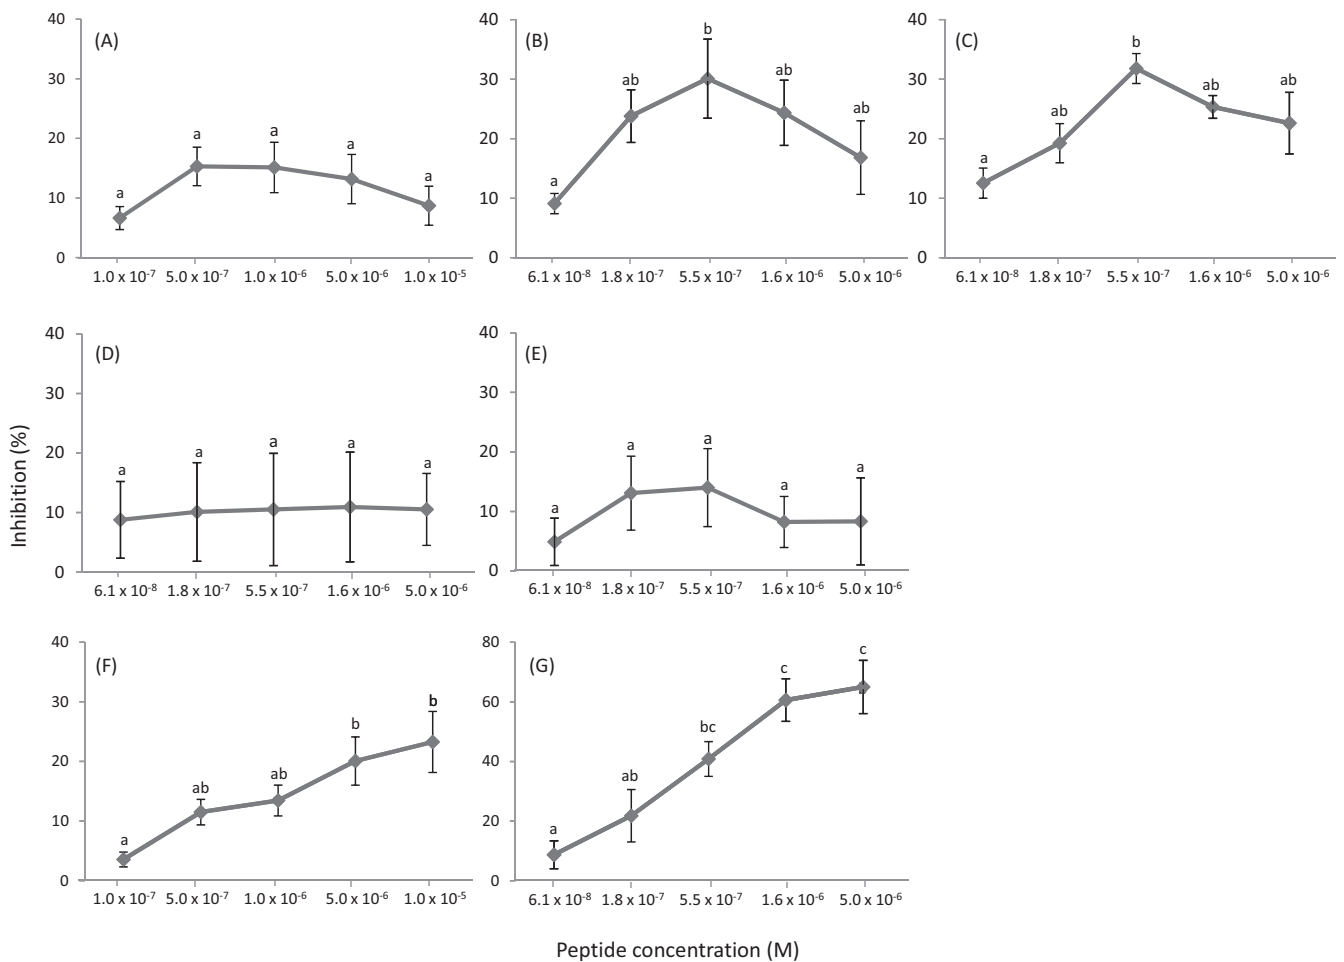 (A)
40
30
20
10
0
a
a
a
a
a
1.0 x 10⁻⁷ 5.0 x 10⁻⁷ 1.0 x 10⁻⁶ 5.0 x 10⁻⁶ 1.0 x 10⁻⁵
(B)
40
30
20
10
0
a
ab
b
ab
ab
6.1 x 10⁻⁸ 1.8 x 10⁻⁷ 5.5 x 10⁻⁷ 1.6 x 10⁻⁶ 5.0 x 10⁻⁶
(C)
40
30
20
10
0
a
ab
b
ab
ab
6.1 x 10⁻⁸ 1.8 x 10⁻⁷ 5.5 x 10⁻⁷ 1.6 x 10⁻⁶ 5.0 x 10⁻⁶
Inhibition (%)
(D)
40
30
20
10
0
a
a
a
a
a
6.1 x 10⁻⁸ 1.8 x 10⁻⁷ 5.5 x 10⁻⁷ 1.6 x 10⁻⁶ 5.0 x 10⁻⁶
(E)
40
30
20
10
0
a
a
a
a
a
6.1 x 10⁻⁸ 1.8 x 10⁻⁷ 5.5 x 10⁻⁷ 1.6 x 10⁻⁶ 5.0 x 10⁻⁶
(F)
40
30
20
10
0
a
ab
ab
b
b
1.0 x 10⁻⁷ 5.0 x 10⁻⁷ 1.0 x 10⁻⁶ 5.0 x 10⁻⁶ 1.0 x 10⁻⁵
(G)
80
60
40
20
0
a
ab
bc
c
c
6.1 x 10⁻⁸ 1.8 x 10⁻⁷ 5.5 x 10⁻⁷ 1.6 x 10⁻⁶ 5.0 x 10⁻⁶
Peptide concentration (M)